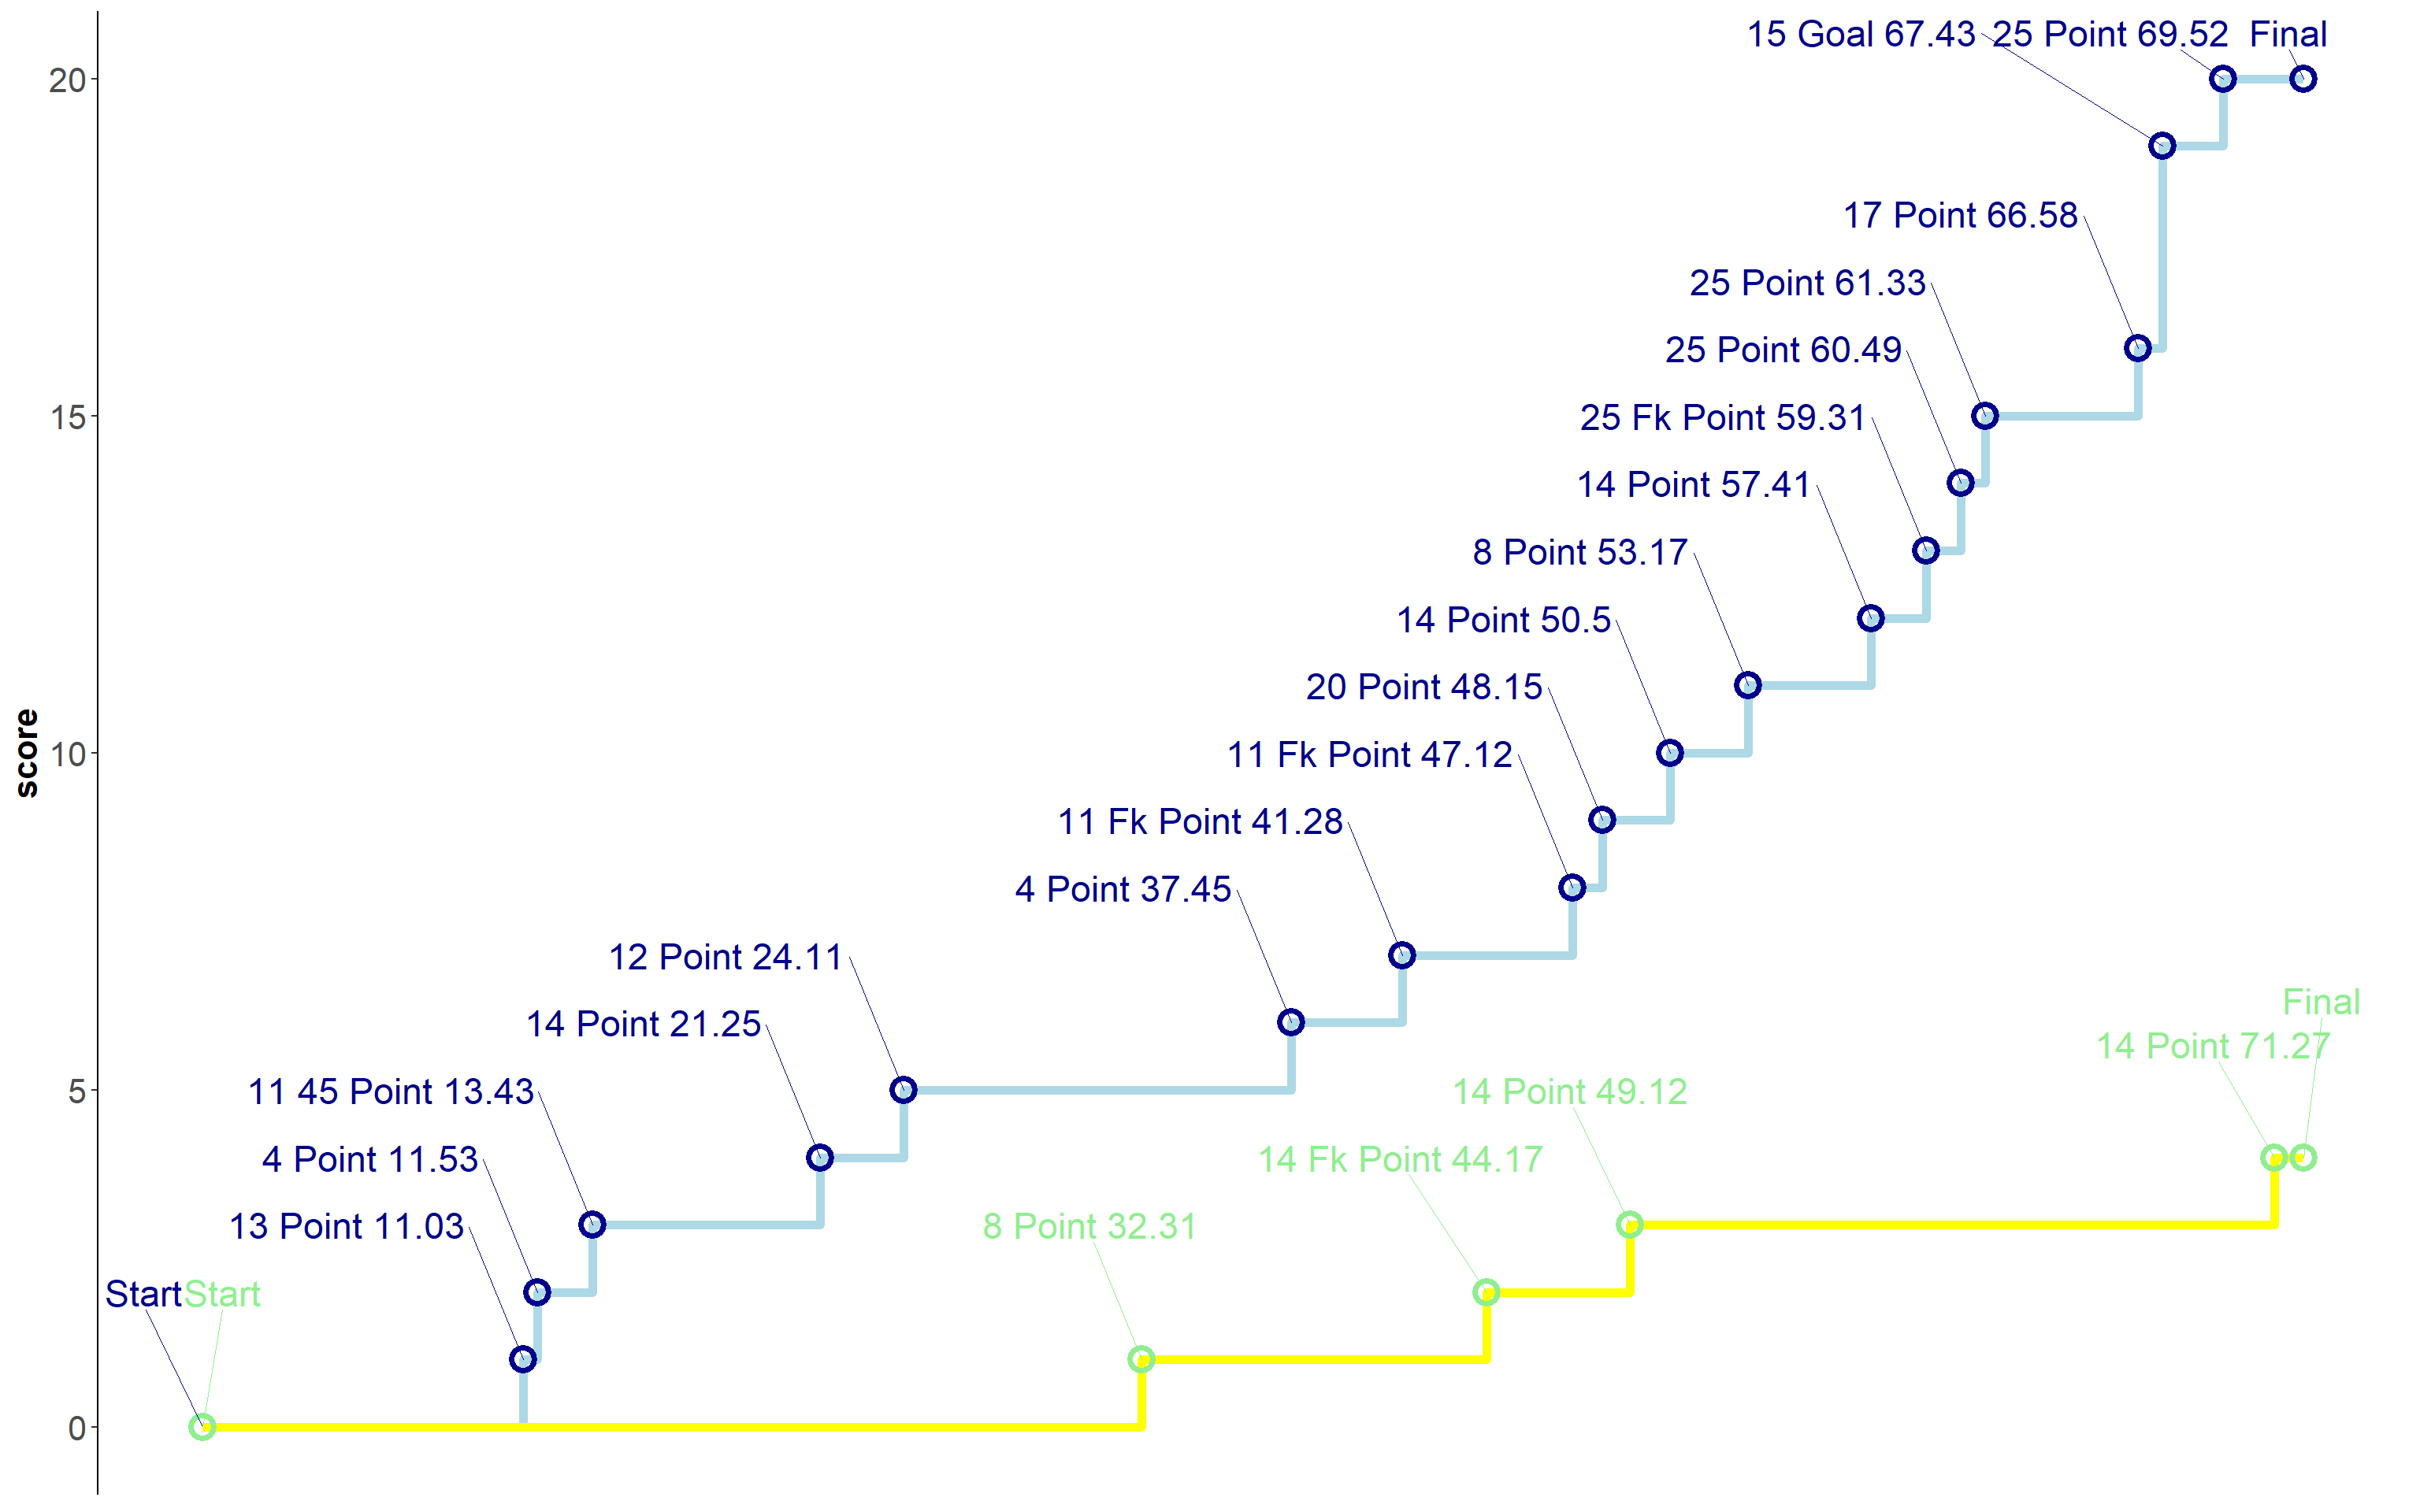 15 Goal 67.43
25 Point 69.52
Final
20
17 Point 66.58
25 Point 61.33
25 Point 60.49
15
25 Fk Point 59.31
14 Point 57.41
8 Point 53.17
14 Point 50.5
20 Point 48.15
score
10
11 Fk Point 47.12
11 Fk Point 41.28
4 Point 37.45
12 Point 24.11
Final
14 Point 21.25
14 Point 71.27
5
11 45 Point 13.43
14 Point 49.12
4 Point 11.53
14 Fk Point 44.17
13 Point 11.03
8 Point 32.31
Start
Start
0